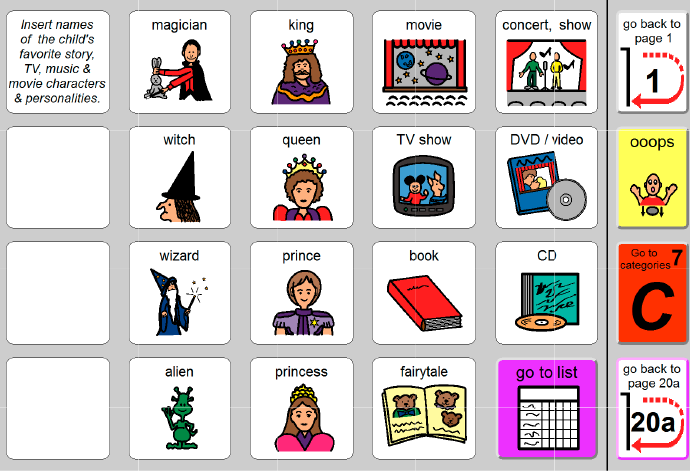 Insert names
of the child's
favorite story,
TV, music &
movie characters
& personalities.
magician
king
movie
concert, show
go back to
page 1
1
witch
queen
TV show
DVD / video
ooops
wizard
prince
book
CD
Go to
categories 7
C
alien
princess
fairytale
go to list
go back to
page 20a
20a